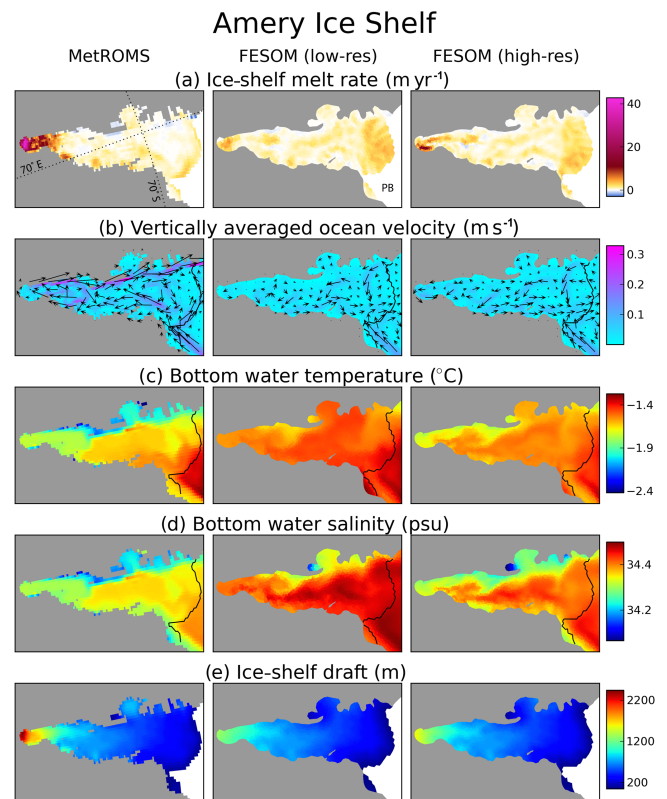 Amery Ice Shelf
MetROMS FESOM (low-res) FESOM (high-res)
(a) Ice-shelf melt rate (m yr⁻¹)
40
20
0
70° E
70° S
PB
(b) Vertically averaged ocean velocity (m s⁻¹)
0.3
0.2
0.1
(c) Bottom water temperature (°C)
−1.4
−1.9
−2.4
(d) Bottom water salinity (psu)
34.4
34.2
(e) Ice-shelf draft (m)
2200
1200
200